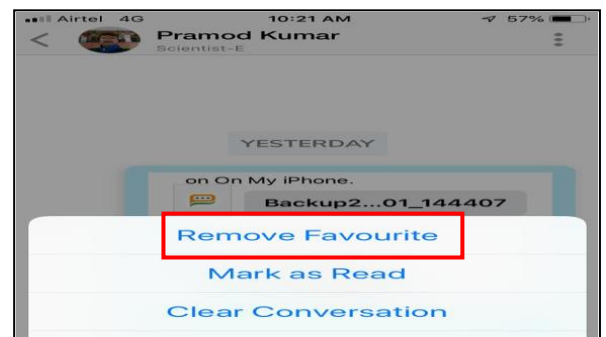 Airtel 4G 10:21 AM 57%
Pramod Kumar
Scientist-E
YESTERDAY
on On My iPhone.
Backup2...01_144407
Remove Favourite
Mark as Read
Clear Conversation